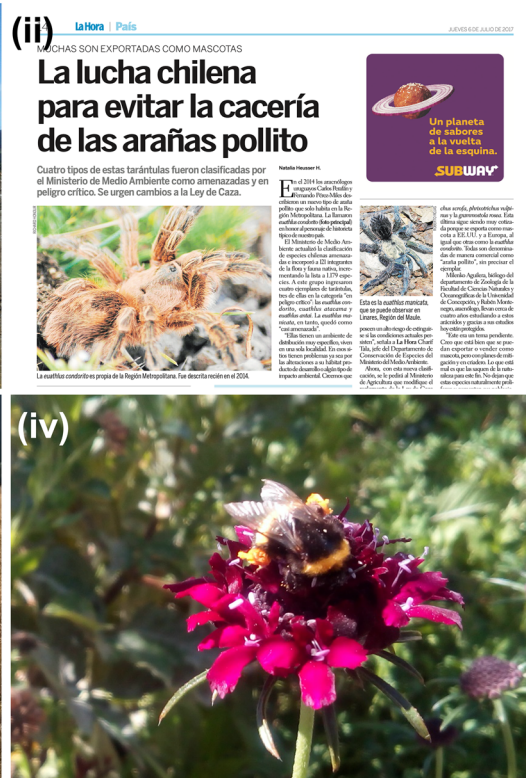 (ii)
La Hora | País
JUEVES 6 DE JULIO DE 2017
MUCHAS SON EXPORTADAS COMO MASCOTAS
La lucha chilena
para evitar la cacería
de las arañas pollito
Cuatro tipos de estas tarántulas fueron clasificadas por
el Ministerio de Medio Ambiente como amenazadas y en
peligro crítico. Se urgen cambios a la Ley de Caza.
Un planeta
de sabores
a la vuelta
de la esquina.
SUBWAY
La euathlus condorito es propia de la Región Metropolitana. Fue descrita recién en el 2014.
Natalia Heusser H.
En el 2014 los aracnólogos
uruguayos Carlos Perafán y
Fernando Pérez-Miles des-
cribieron un nuevo tipo de araña
pollito que solo habita en la Re-
gión Metropolitana. La llamaron
euathlus condorito (foto principal)
en honor al personaje de historieta
típico de nuestro país.
El Ministerio de Medio Am-
biente actualizó la clasificación
de especies chilenas amenaza-
das e incorporó a 121 integrantes
de la flora y fauna nativa, incre-
mentando la lista a 1.179 espe-
cies. A este grupo ingresaron
cuatro ejemplares de tarántulas,
tres de ellas en la categoría "en
peligro crítico": las euathlus con-
dorito, euathlus atacama y
euathlus antai. La euathlus ma-
nicata, en tanto, quedó como
"casi amenazada".
"Ellas tienen un ambiente de
distribución muy específico, viven
en una sola localidad. En esos si-
tios tienen problemas ya sea por
las alteraciones a su hábitat pro-
ducto de desarrollo o algún tipo de
impacto ambiental. Creemos que
Esta es la euathlus manicata,
que se puede observar en
Linares, Región del Maule.
poseen un alto riesgo de extinguir-
se si las condiciones actuales per-
sisten", señala a La Hora Charif
Tala, jefe del Departamento de
Conservación de Especies del
Ministerio del Medio Ambiente.
Ahora, con esta nueva clasifi-
cación, se le pedirá al Ministerio
de Agricultura que modifique el
chus scrofa, phrixotrichus vulpi-
nus y la grammostola rosea. Esta
última sigue siendo muy cotiza-
da porque se exporta como mas-
cota a EE.UU. y a Europa, al
igual que otras como la euathlus
condorito. Todas son denomina-
das de manera comercial como
"araña pollito", sin precisar el
ejemplar.
Milenko Aguilera, biólogo del
departamento de Zoología de la
Facultad de Ciencias Naturales y
Oceanográficas de la Universidad
de Concepción, y Rubén Monte-
negro, aracnólogo, llevan cerca de
cuatro años estudiando a estos
arácnidos y gracias a sus estudios
hoy están protegidos.
"Este era un tema pendiente.
Creo que está bien que se pue-
dan exportar o vender como
mascota, pero con planes de miti-
gación y en criadero. Lo que está
mal es que las saquen de la natu-
raleza para este fin. No dejan que
estas especies naturalmente proli-
(iv)